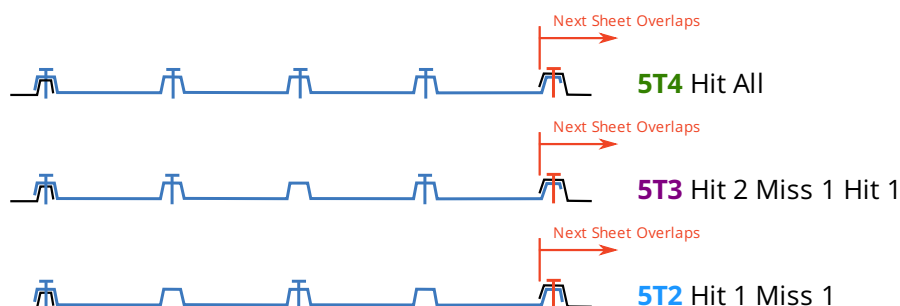 Next Sheet Overlaps
5T4 Hit All
Next Sheet Overlaps
5T3 Hit 2 Miss 1 Hit 1
Next Sheet Overlaps
5T2 Hit 1 Miss 1